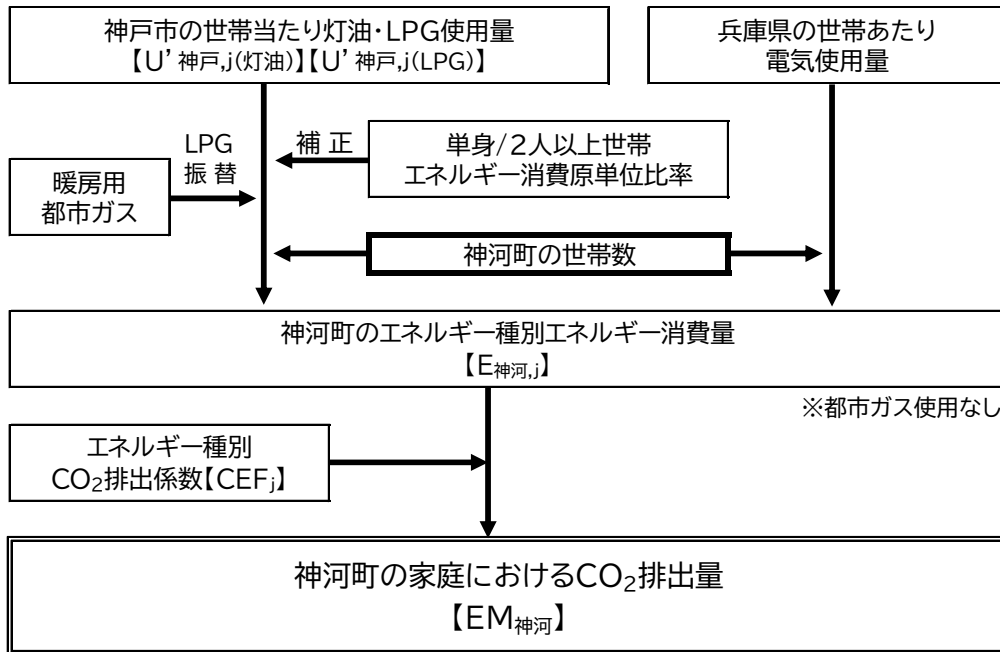 神戸市の世帯当たり灯油・LPG使用量
【U’神戸,j(灯油)】【U’神戸,j(LPG)】
兵庫県の世帯あたり
電気使用量
LPG
振替
補正
単身/2人以上世帯
エネルギー消費原単位比率
暖房用
都市ガス
神河町の世帯数
神河町のエネルギー種別エネルギー消費量
【E神河,j】
※都市ガス使用なし
エネルギー種別
CO2排出係数【CEFj】
神河町の家庭におけるCO2排出量
【EM神河】